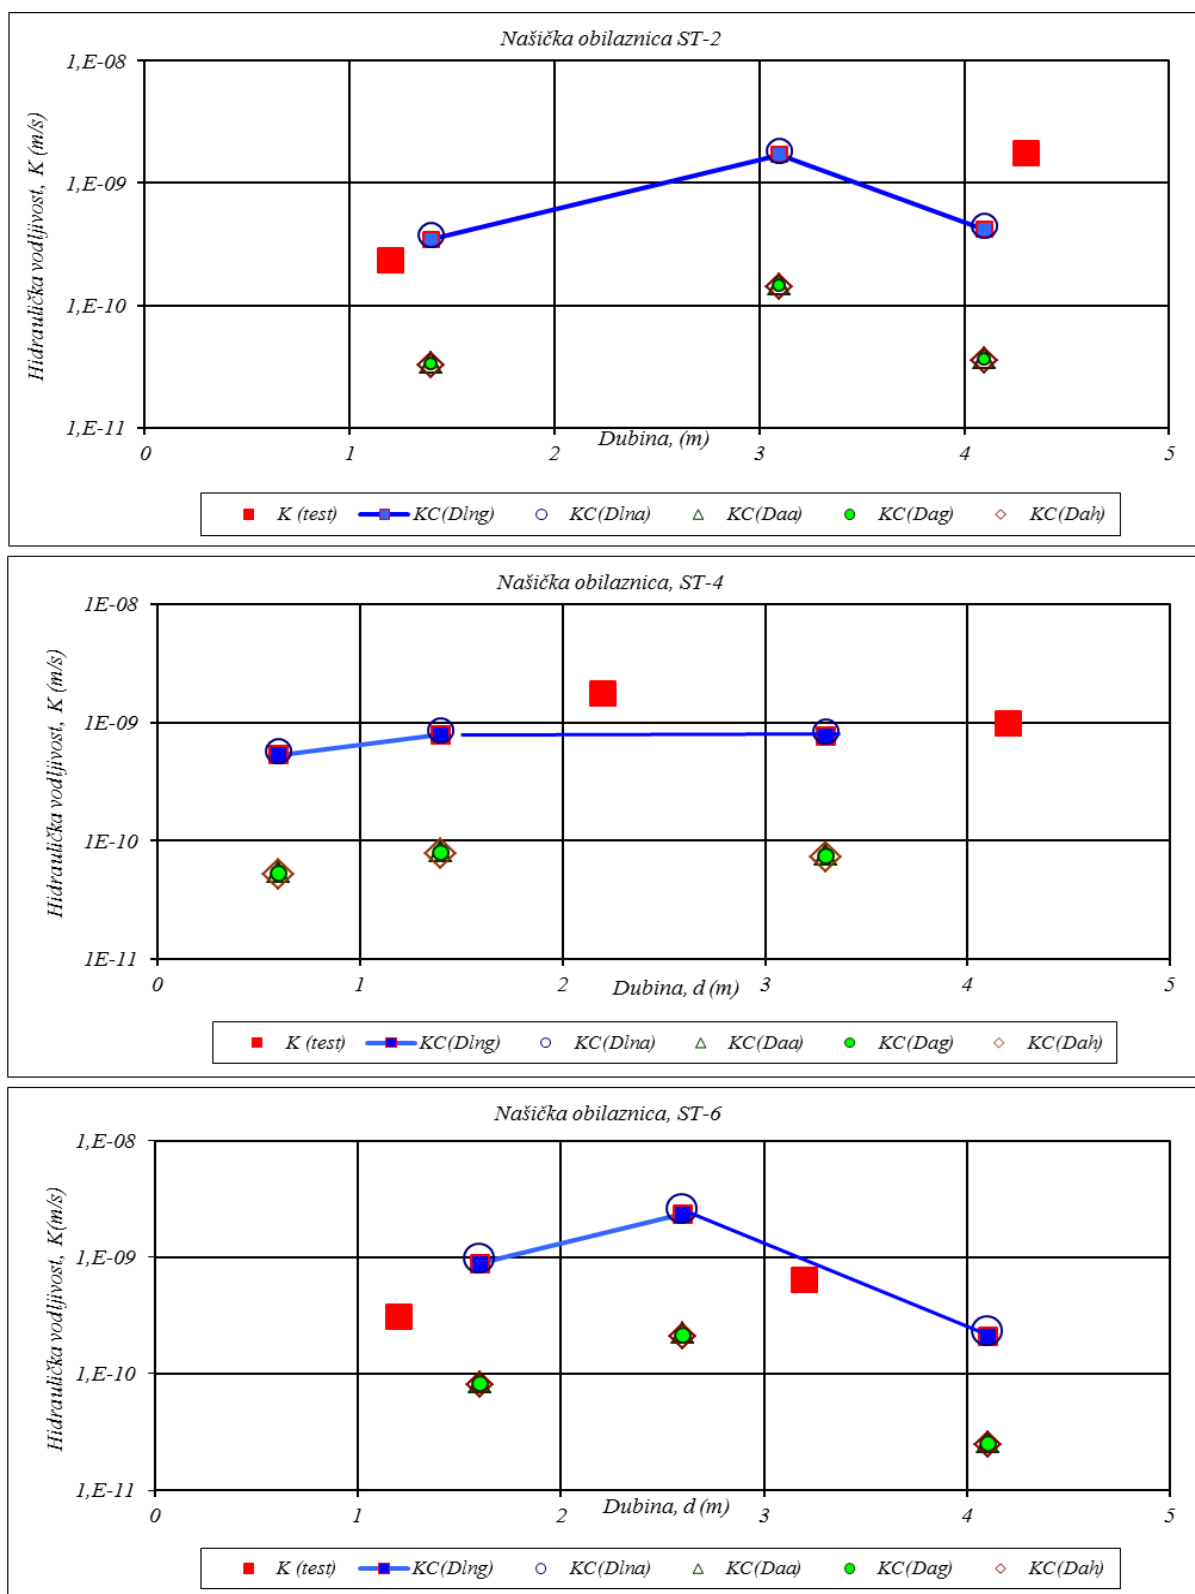 Našička obilaznica ST-2
Hidraulička vodljivost, K (m/s)
1,E-08
1,E-09
1,E-10
1,E-11
0 1 2 3 4 5
Dubina, (m)
K (test) KC(Dlng) KC(Dlna) KC(Daa) KC(Dag) KC(Dah)
Našička obilaznica, ST-4
Hidraulička vodljivost, K (m/s)
1E-08
1E-09
1E-10
1E-11
0 1 2 3 4 5
Dubina, d (m)
K (test) KC(Dlng) KC(Dlna) KC(Daa) KC(Dag) KC(Dah)
Našička obilaznica, ST-6
Hidraulička vodljivost, K(m/s)
1,E-08
1,E-09
1,E-10
1,E-11
0 1 2 3 4 5
Dubina, d (m)
K (test) KC(Dlng) KC(Dlna) KC(Daa) KC(Dag) KC(Dah)